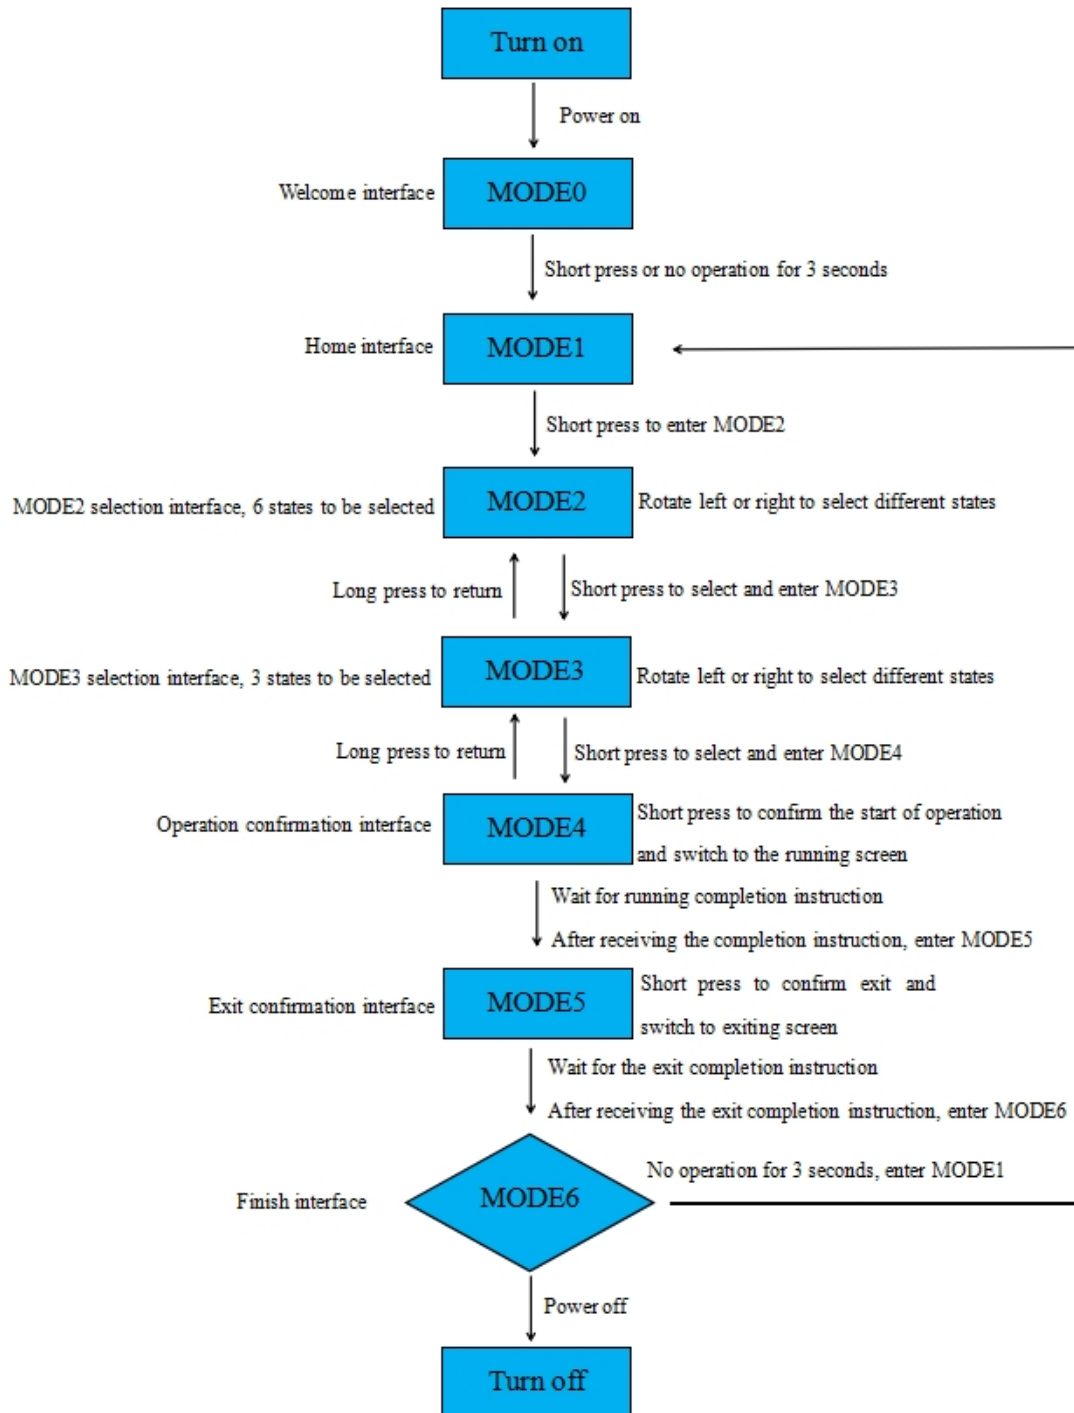 Turn on
Power on
Welcome interface
MODE0
Short press or no operation for 3 seconds
Home interface
MODE1
Short press to enter MODE2
MODE2 selection interface, 6 states to be selected
MODE2
Rotate left or right to select different states
Long press to return
Short press to select and enter MODE3
MODE3 selection interface, 3 states to be selected
MODE3
Rotate left or right to select different states
Long press to return
Short press to select and enter MODE4
Operation confirmation interface
MODE4
Short press to confirm the start of operation
and switch to the running screen
Wait for running completion instruction
After receiving the completion instruction, enter MODE5
Exit confirmation interface
MODE5
Short press to confirm exit and
switch to exiting screen
Wait for the exit completion instruction
After receiving the exit completion instruction, enter MODE6
No operation for 3 seconds, enter MODE1
Finish interface
MODE6
Power off
Turn off